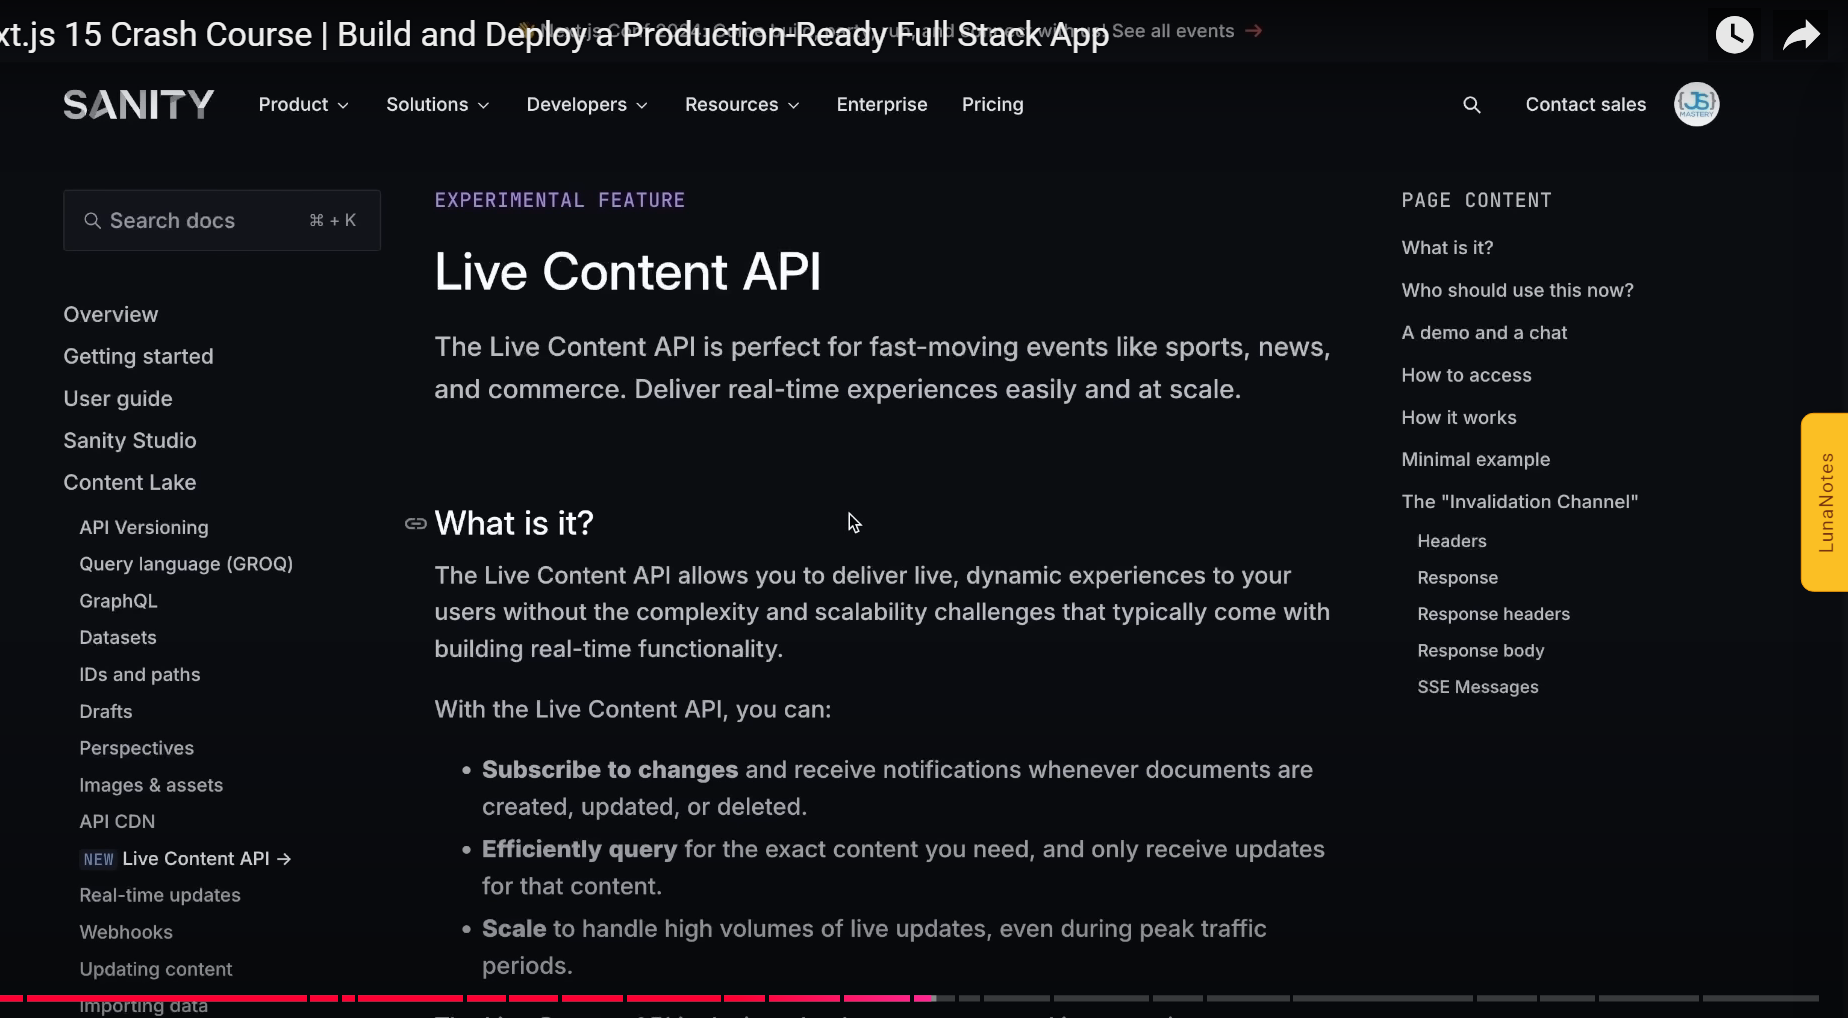 xt.js 15 Crash Course | Build and Deploy a Production-Ready Full Stack App
See all events →
SANITY
Product
Solutions
Developers
Resources
Enterprise
Pricing
Contact sales
{JS}
MASTERY
Search docs
⌘ + K
Overview
Getting started
User guide
Sanity Studio
Content Lake
API Versioning
Query language (GROQ)
GraphQL
Datasets
IDs and paths
Drafts
Perspectives
Images & assets
API CDN
NEW Live Content API →
Real-time updates
Webhooks
Updating content
Importing data
EXPERIMENTAL FEATURE
Live Content API
The Live Content API is perfect for fast-moving events like sports, news,
and commerce. Deliver real-time experiences easily and at scale.
What is it?
The Live Content API allows you to deliver live, dynamic experiences to your
users without the complexity and scalability challenges that typically come with
building real-time functionality.
With the Live Content API, you can:
• Subscribe to changes and receive notifications whenever documents are
created, updated, or deleted.
• Efficiently query for the exact content you need, and only receive updates
for that content.
• Scale to handle high volumes of live updates, even during peak traffic
periods.
PAGE CONTENT
What is it?
Who should use this now?
A demo and a chat
How to access
How it works
Minimal example
The "Invalidation Channel"
Headers
Response
Response headers
Response body
SSE Messages
LunaNotes